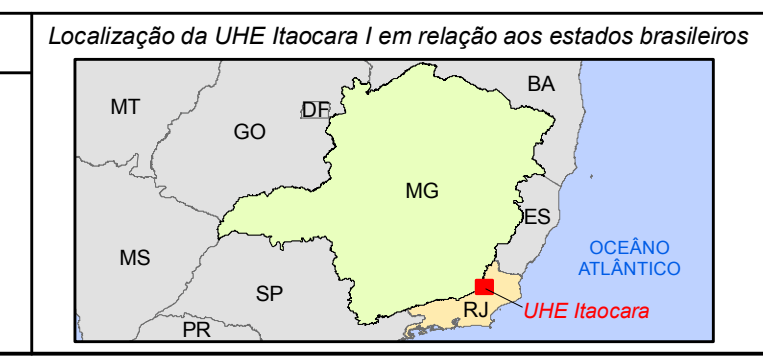 Localização da UHE Itaocara I em relação aos estados brasileiros
BA
MT
DF
GO
MG
ES
MS
OCEÂNO
ATLÂNTICO
SP
RJ
UHE Itaocara
PR